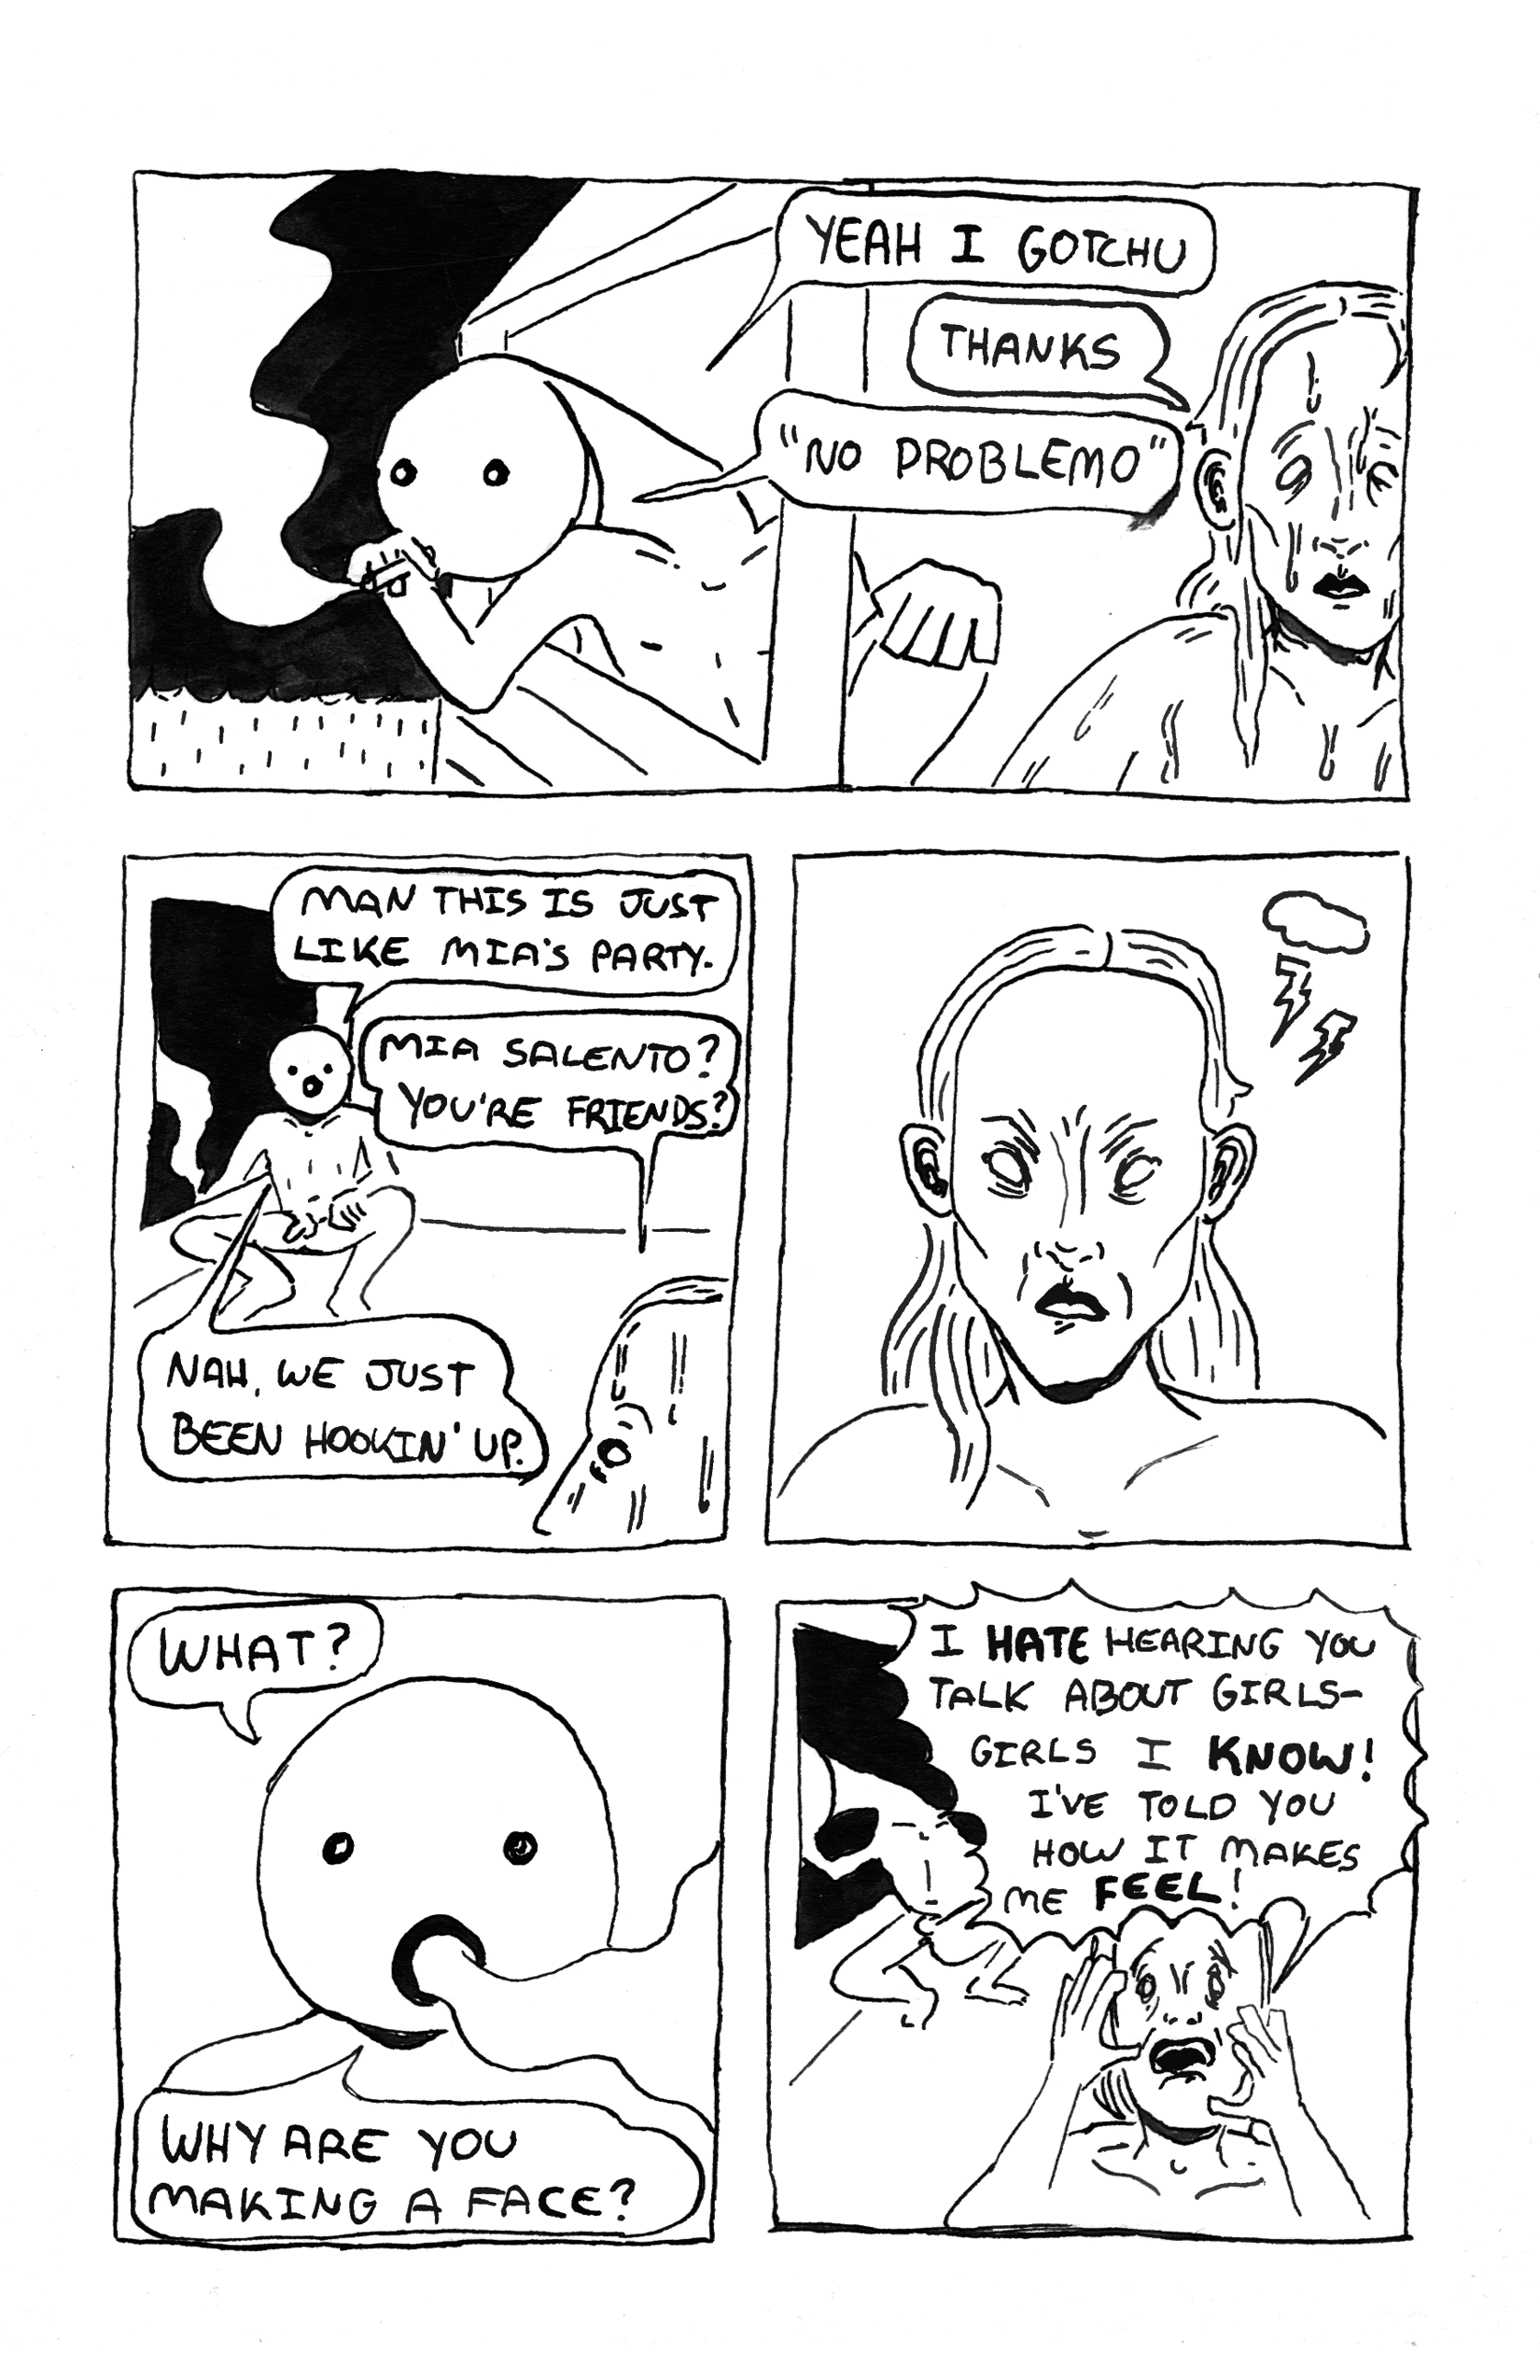 YEAH I GOTCHU
THANKS
"NO PROBLEMO"
MAN THIS IS JUST
LIKE MIA'S PARTY.
MIA SALENTO?
YOU'RE FRIENDS?
NAH, WE JUST
BEEN HOOKIN' UP.
WHAT?
WHY ARE YOU
MAKING A FACE?
I HATE HEARING YOU
TALK ABOUT GIRLS-
GIRLS I KNOW!
I'VE TOLD YOU
HOW IT MAKES
ME FEEL!